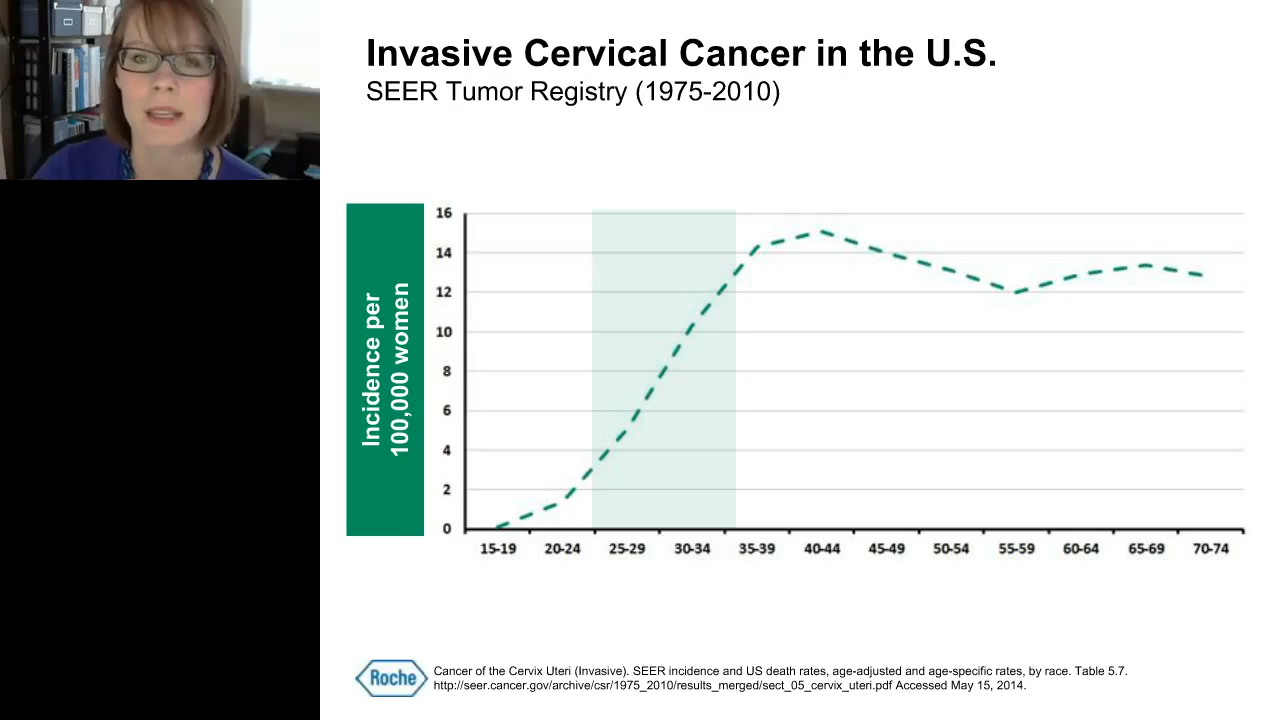 Invasive Cervical Cancer in the U.S.
SEER Tumor Registry (1975-2010)
Incidence per
100,000 women
16
14
12
10
8
6
4
2
0
15-19 20-24 25-29 30-34 35-39 40-44 45-49 50-54 55-59 60-64 65-69 70-74
Roche
Cancer of the Cervix Uteri (Invasive). SEER incidence and US death rates, age-adjusted and age-specific rates, by race. Table 5.7.
http://seer.cancer.gov/archive/csr/1975_2010/results_merged/sect_05_cervix_uteri.pdf Accessed May 15, 2014.